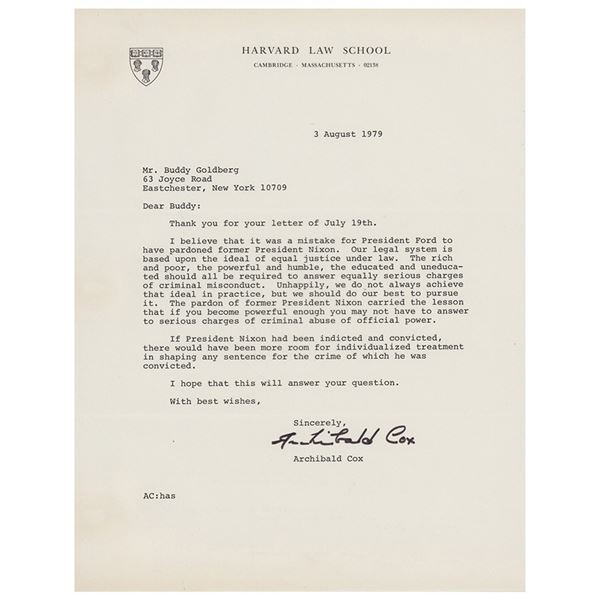 HARVARD LAW SCHOOL
CAMBRIDGE · MASSACHUSETTS · 02138
3 August 1979
Mr. Buddy Goldberg
63 Joyce Road
Eastchester, New York 10709
Dear Buddy:
Thank you for your letter of July 19th.
I believe that it was a mistake for President Ford to
have pardoned former President Nixon. Our legal system is
based upon the ideal of equal justice under law. The rich
and poor, the powerful and humble, the educated and uneduca-
ted should all be required to answer equally serious charges
of criminal misconduct. Unhappily, we do not always achieve
that ideal in practice, but we should do our best to pursue
it. The pardon of former President Nixon carried the lesson
that if you become powerful enough you may not have to answer
to serious charges of criminal abuse of official power.
If President Nixon had been indicted and convicted,
there would have been more room for individualized treatment
in shaping any sentence for the crime of which he was
convicted.
I hope that this will answer your question.
With best wishes,
Sincerely,
Archibald Cox
Archibald Cox
AC:has